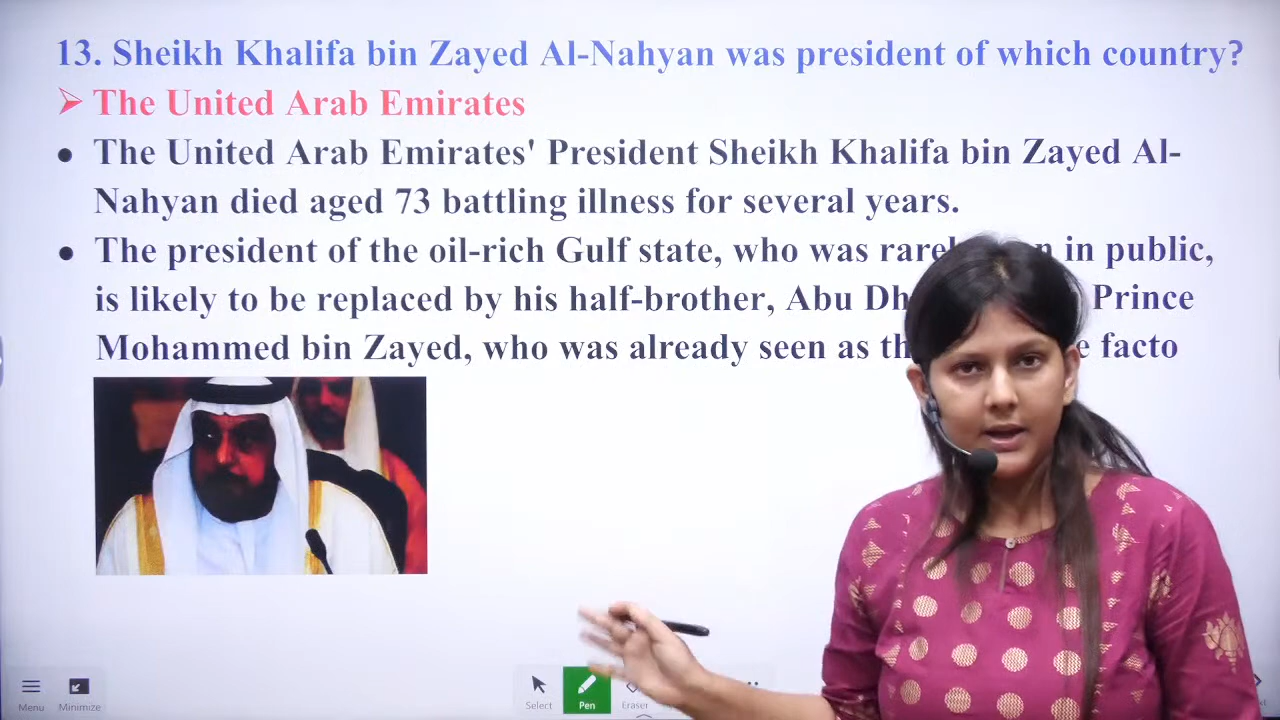 13. Sheikh Khalifa bin Zayed Al-Nahyan was president of which country?
➢ The United Arab Emirates
• The United Arab Emirates' President Sheikh Khalifa bin Zayed Al-
Nahyan died aged 73 battling illness for several years.
• The president of the oil-rich Gulf state, who was in public,
is likely to be replaced by his half-brother, Abu Prince
Mohammed bin Zayed, who was already seen as facto
Menu Minimize Select Pen Eraser